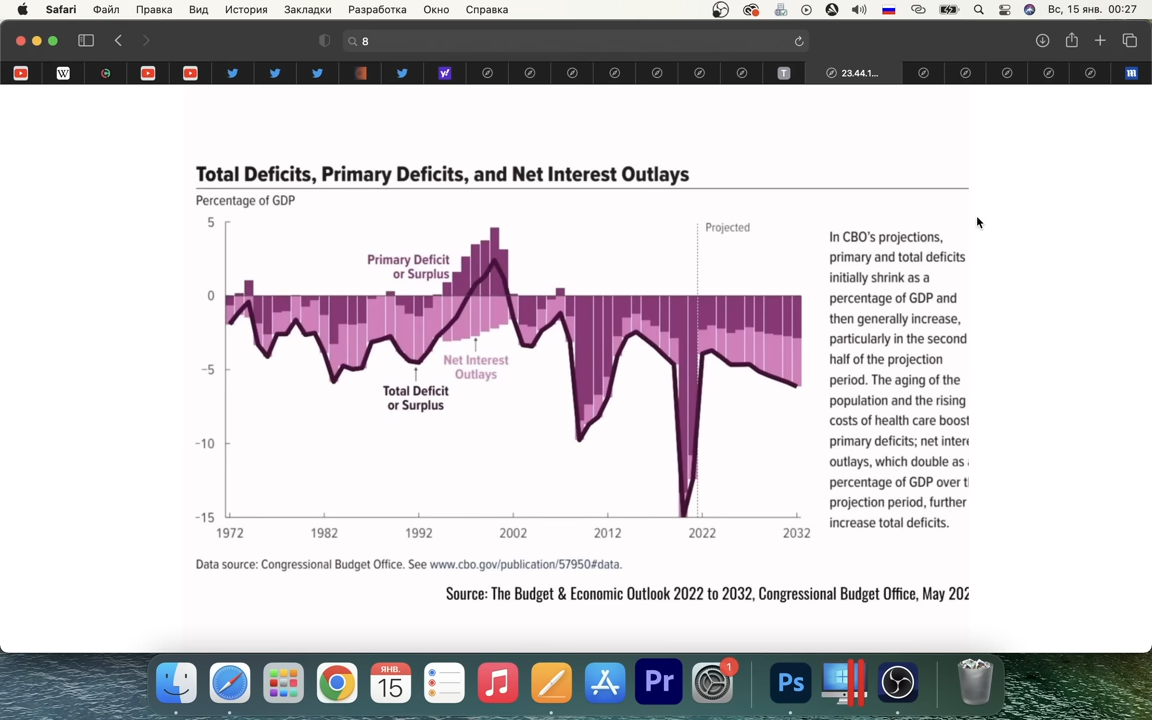 Safari Файл Правка Вид История Закладки Разработка Окно Справка Вс, 15 янв. 00:27
8
W y! T 23.44.1... m
Total Deficits, Primary Deficits, and Net Interest Outlays
Percentage of GDP
5
0
−5
−10
−15
Projected
Primary Deficit
or Surplus
Net Interest
Outlays
Total Deficit
or Surplus
1972 1982 1992 2002 2012 2022 2032
In CBO's projections,
primary and total deficits
initially shrink as a
percentage of GDP and
then generally increase,
particularly in the second
half of the projection
period. The aging of the
population and the rising
costs of health care boost
primary deficits; net intere
outlays, which double as
percentage of GDP over t
projection period, further
increase total deficits.
Data source: Congressional Budget Office. See www.cbo.gov/publication/57950#data.
Source: The Budget & Economic Outlook 2022 to 2032, Congressional Budget Office, May 202
ЯНВ.
15
Pr
1
Ps